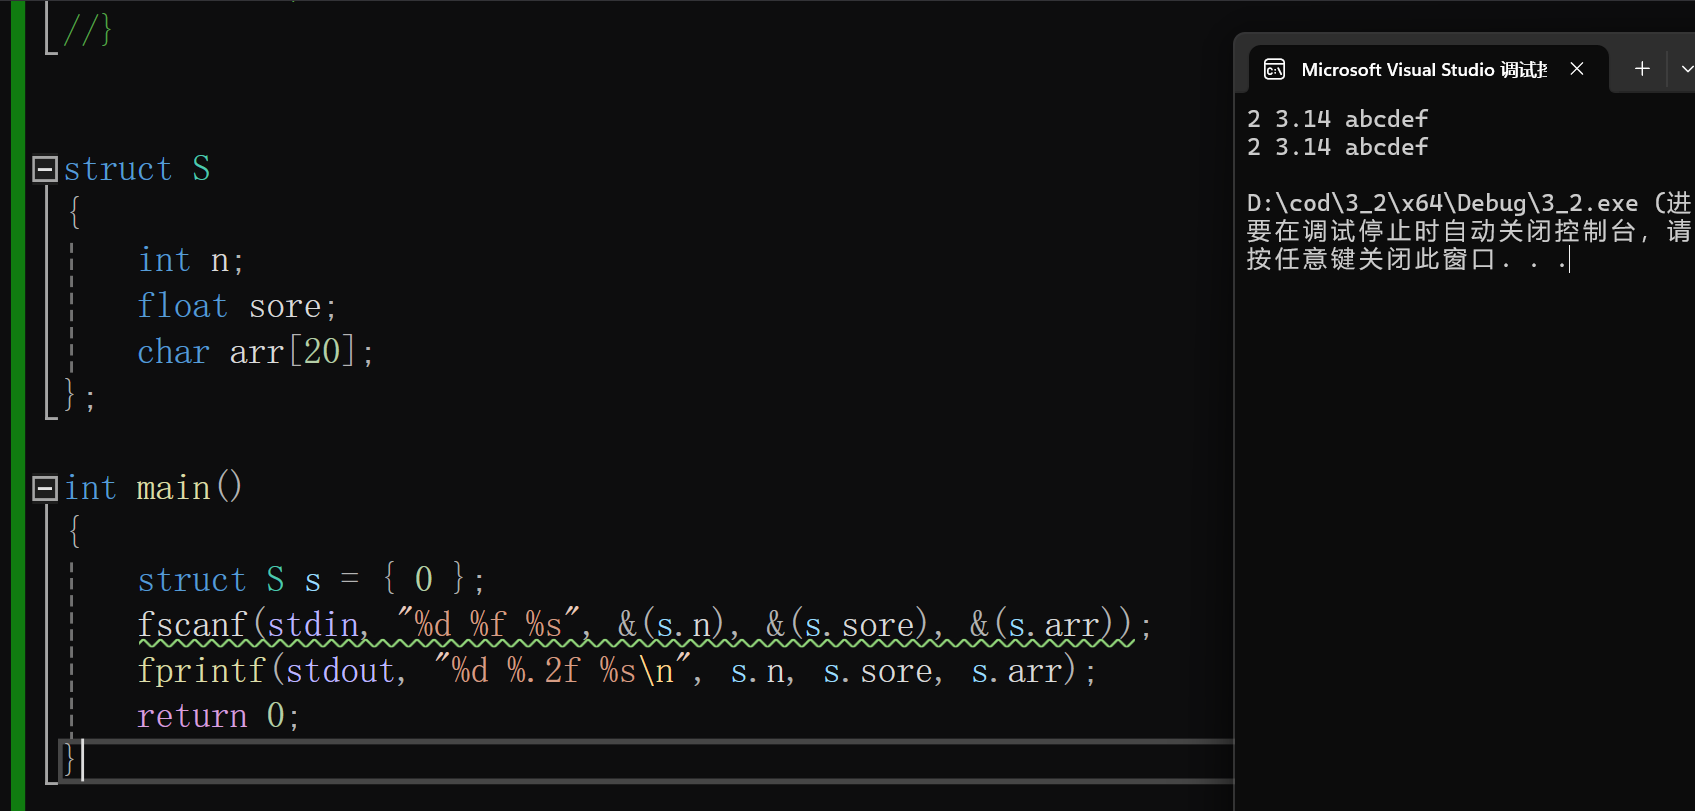 //}
struct S
{
int n;
float sore;
char arr[20];
};
int main()
{
struct S s = { 0 };
fscanf(stdin, "%d %f %s", &(s.n), &(s.sore), &(s.arr));
fprintf(stdout, "%d %.2f %s\n", s.n, s.sore, s.arr);
return 0;
}
Microsoft Visual Studio 调试
2 3.14 abcdef
2 3.14 abcdef
D:\cod\3_2\x64\Debug\3_2.exe (进
要在调试停止时自动关闭控制台，请
按任意键关闭此窗口. . .